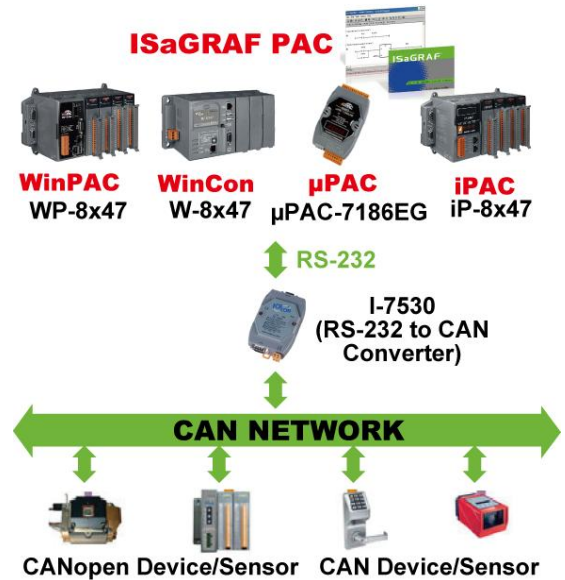 ISaGRAF PAC
WinPAC
WP-8x47
WinCon
W-8x47
µPAC
µPAC-7186EG
iPAC
iP-8x47
RS-232
I-7530
(RS-232 to CAN
Converter)
CAN NETWORK
CANopen Device/Sensor
CAN Device/Sensor